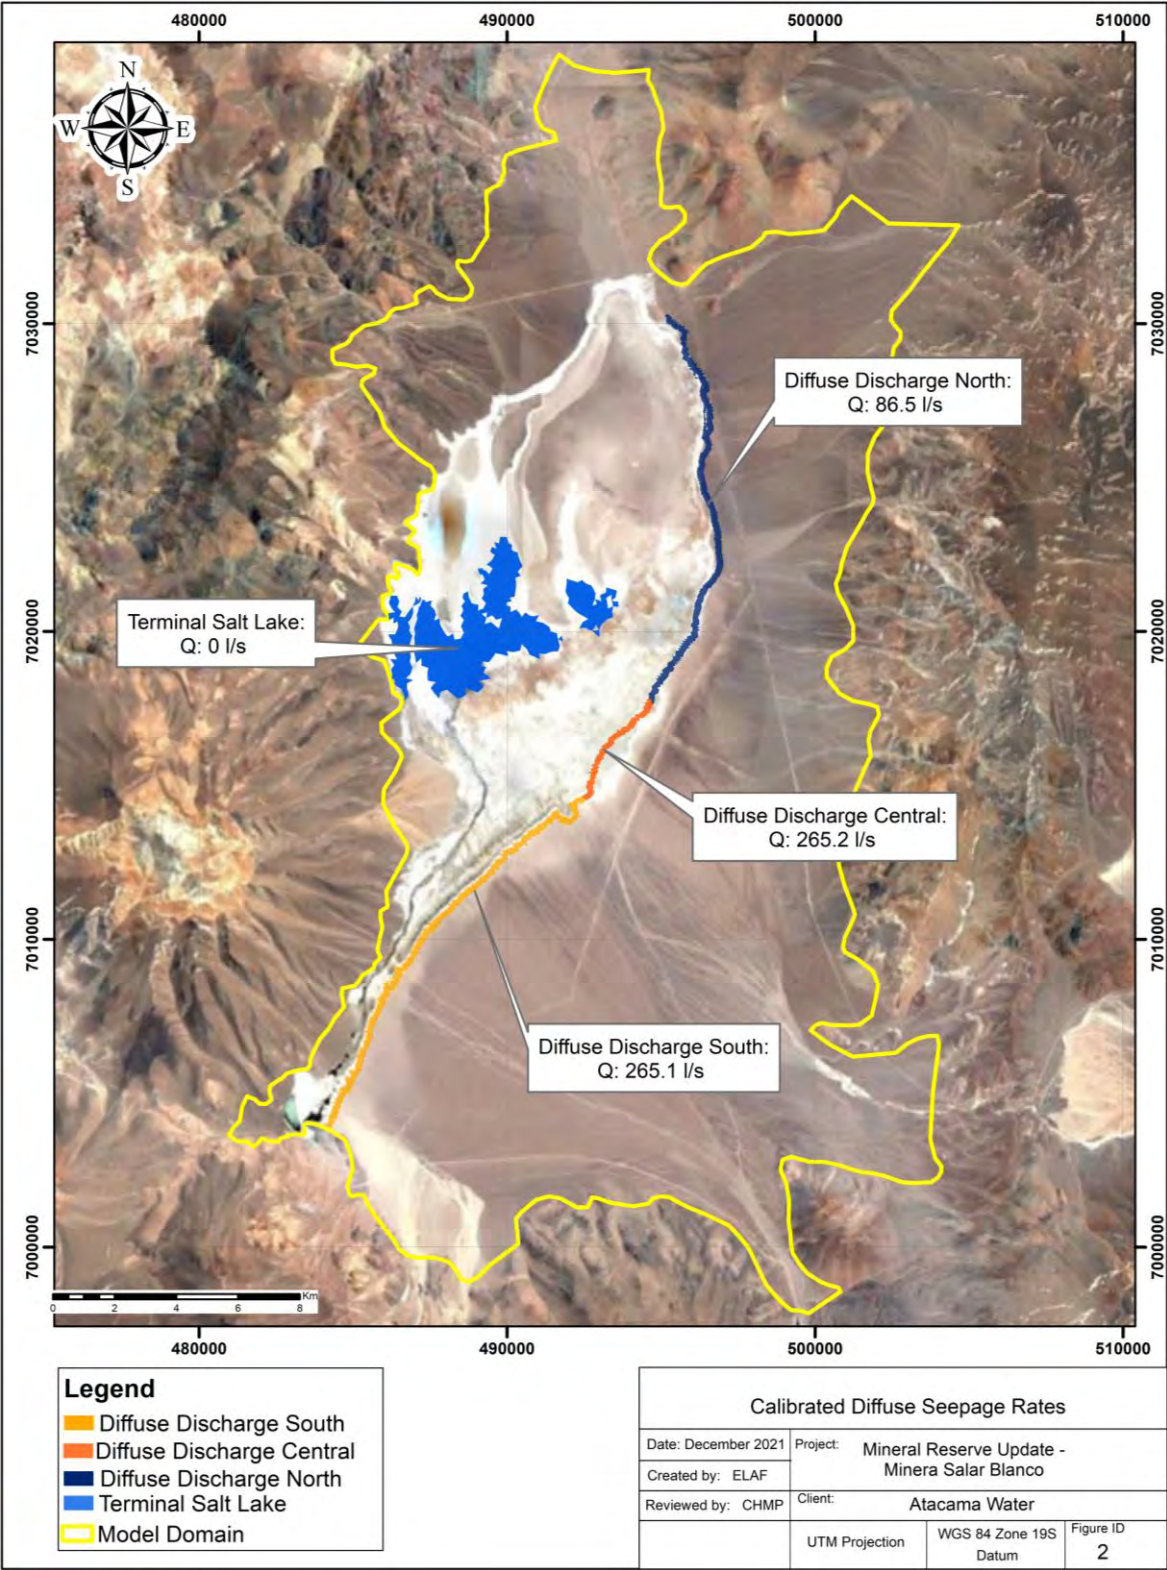 480000
490000
500000
510000
N
W
E
S
7030000
7030000
Diffuse Discharge North:
Q: 86.5 l/s
Terminal Salt Lake:
Q: 0 l/s
7020000
7020000
Diffuse Discharge Central:
Q: 265.2 l/s
7010000
7010000
Diffuse Discharge South:
Q: 265.1 l/s
7000000
7000000
Km
0 2 4 6 8
480000
490000
500000
510000
Legend
Diffuse Discharge South
Diffuse Discharge Central
Diffuse Discharge North
Terminal Salt Lake
Model Domain
Calibrated Diffuse Seepage Rates
Date: December 2021
Project: Mineral Reserve Update -
Minera Salar Blanco
Created by: ELAF
Reviewed by: CHMP
Client: Atacama Water
UTM Projection
WGS 84 Zone 19S
Datum
Figure ID
2